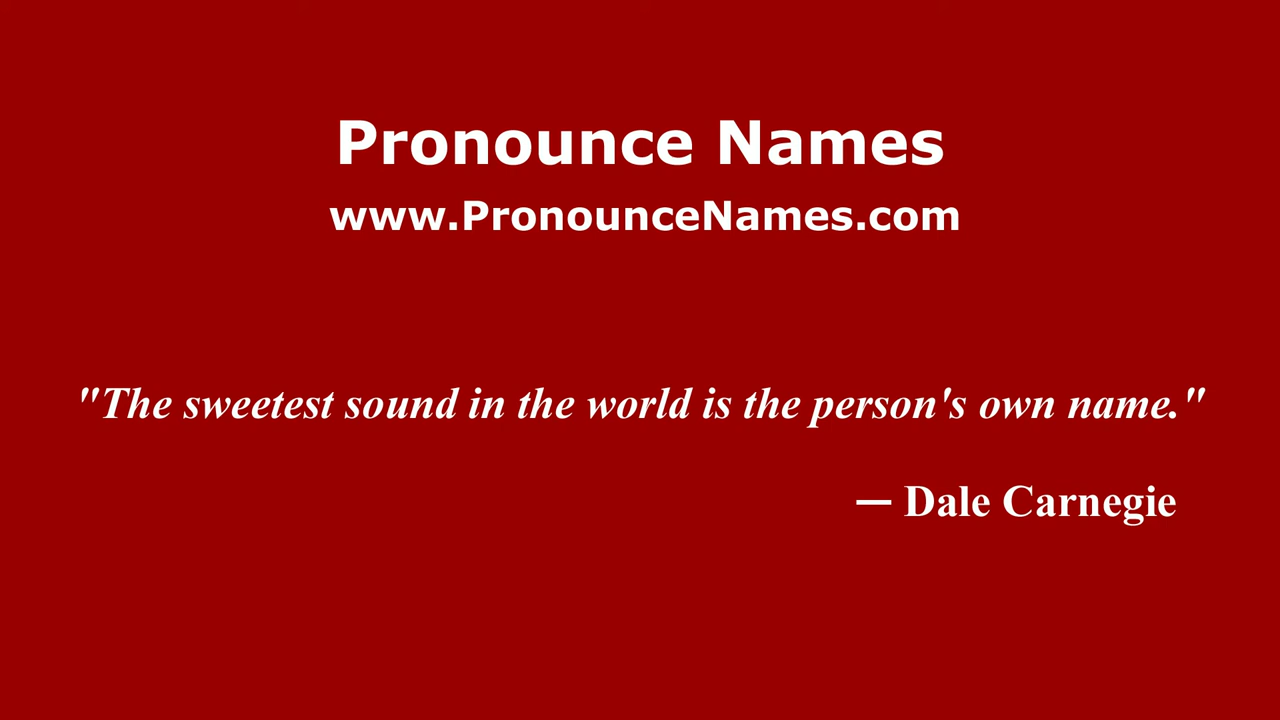 Pronounce Names
www.PronounceNames.com
"The sweetest sound in the world is the person's own name."
— Dale Carnegie